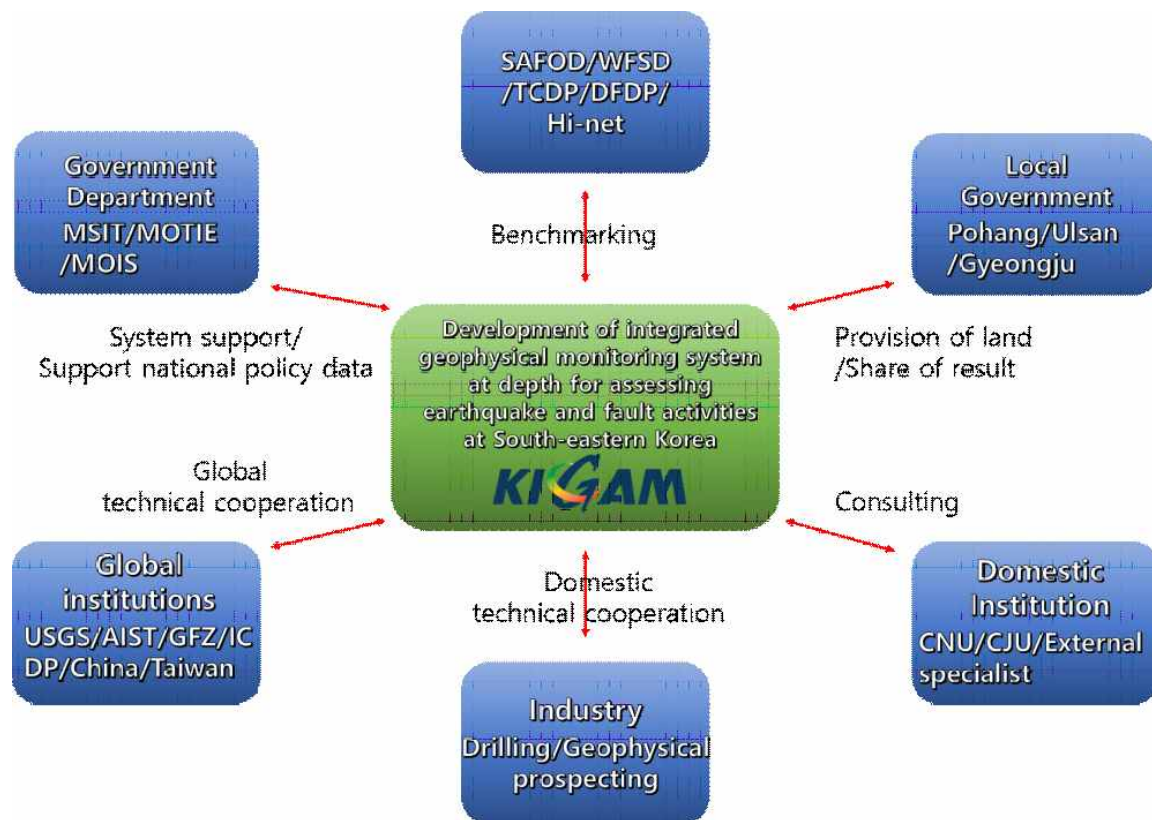 SAFOD/WFSD
/TCDP/DFDP/
Hi-net
Government
Department
MSIT/MOTIE
/MOIS
Local
Government
Pohang/Ulsan
/Gyeongju
Benchmarking
System support/
Support national policy data
Development of integrated
geophysical monitoring system
at depth for assessing
earthquake and fault activities
at South-eastern Korea
KIGAM
Provision of land
/Share of result
Global
technical cooperation
Consulting
Global
institutions
USGS/AIST/GFZ/IC
DP/China/Taiwan
Domestic
technical cooperation
Domestic
Institution
CNU/CJU/External
specialist
Industry
Drilling/Geophysical
prospecting